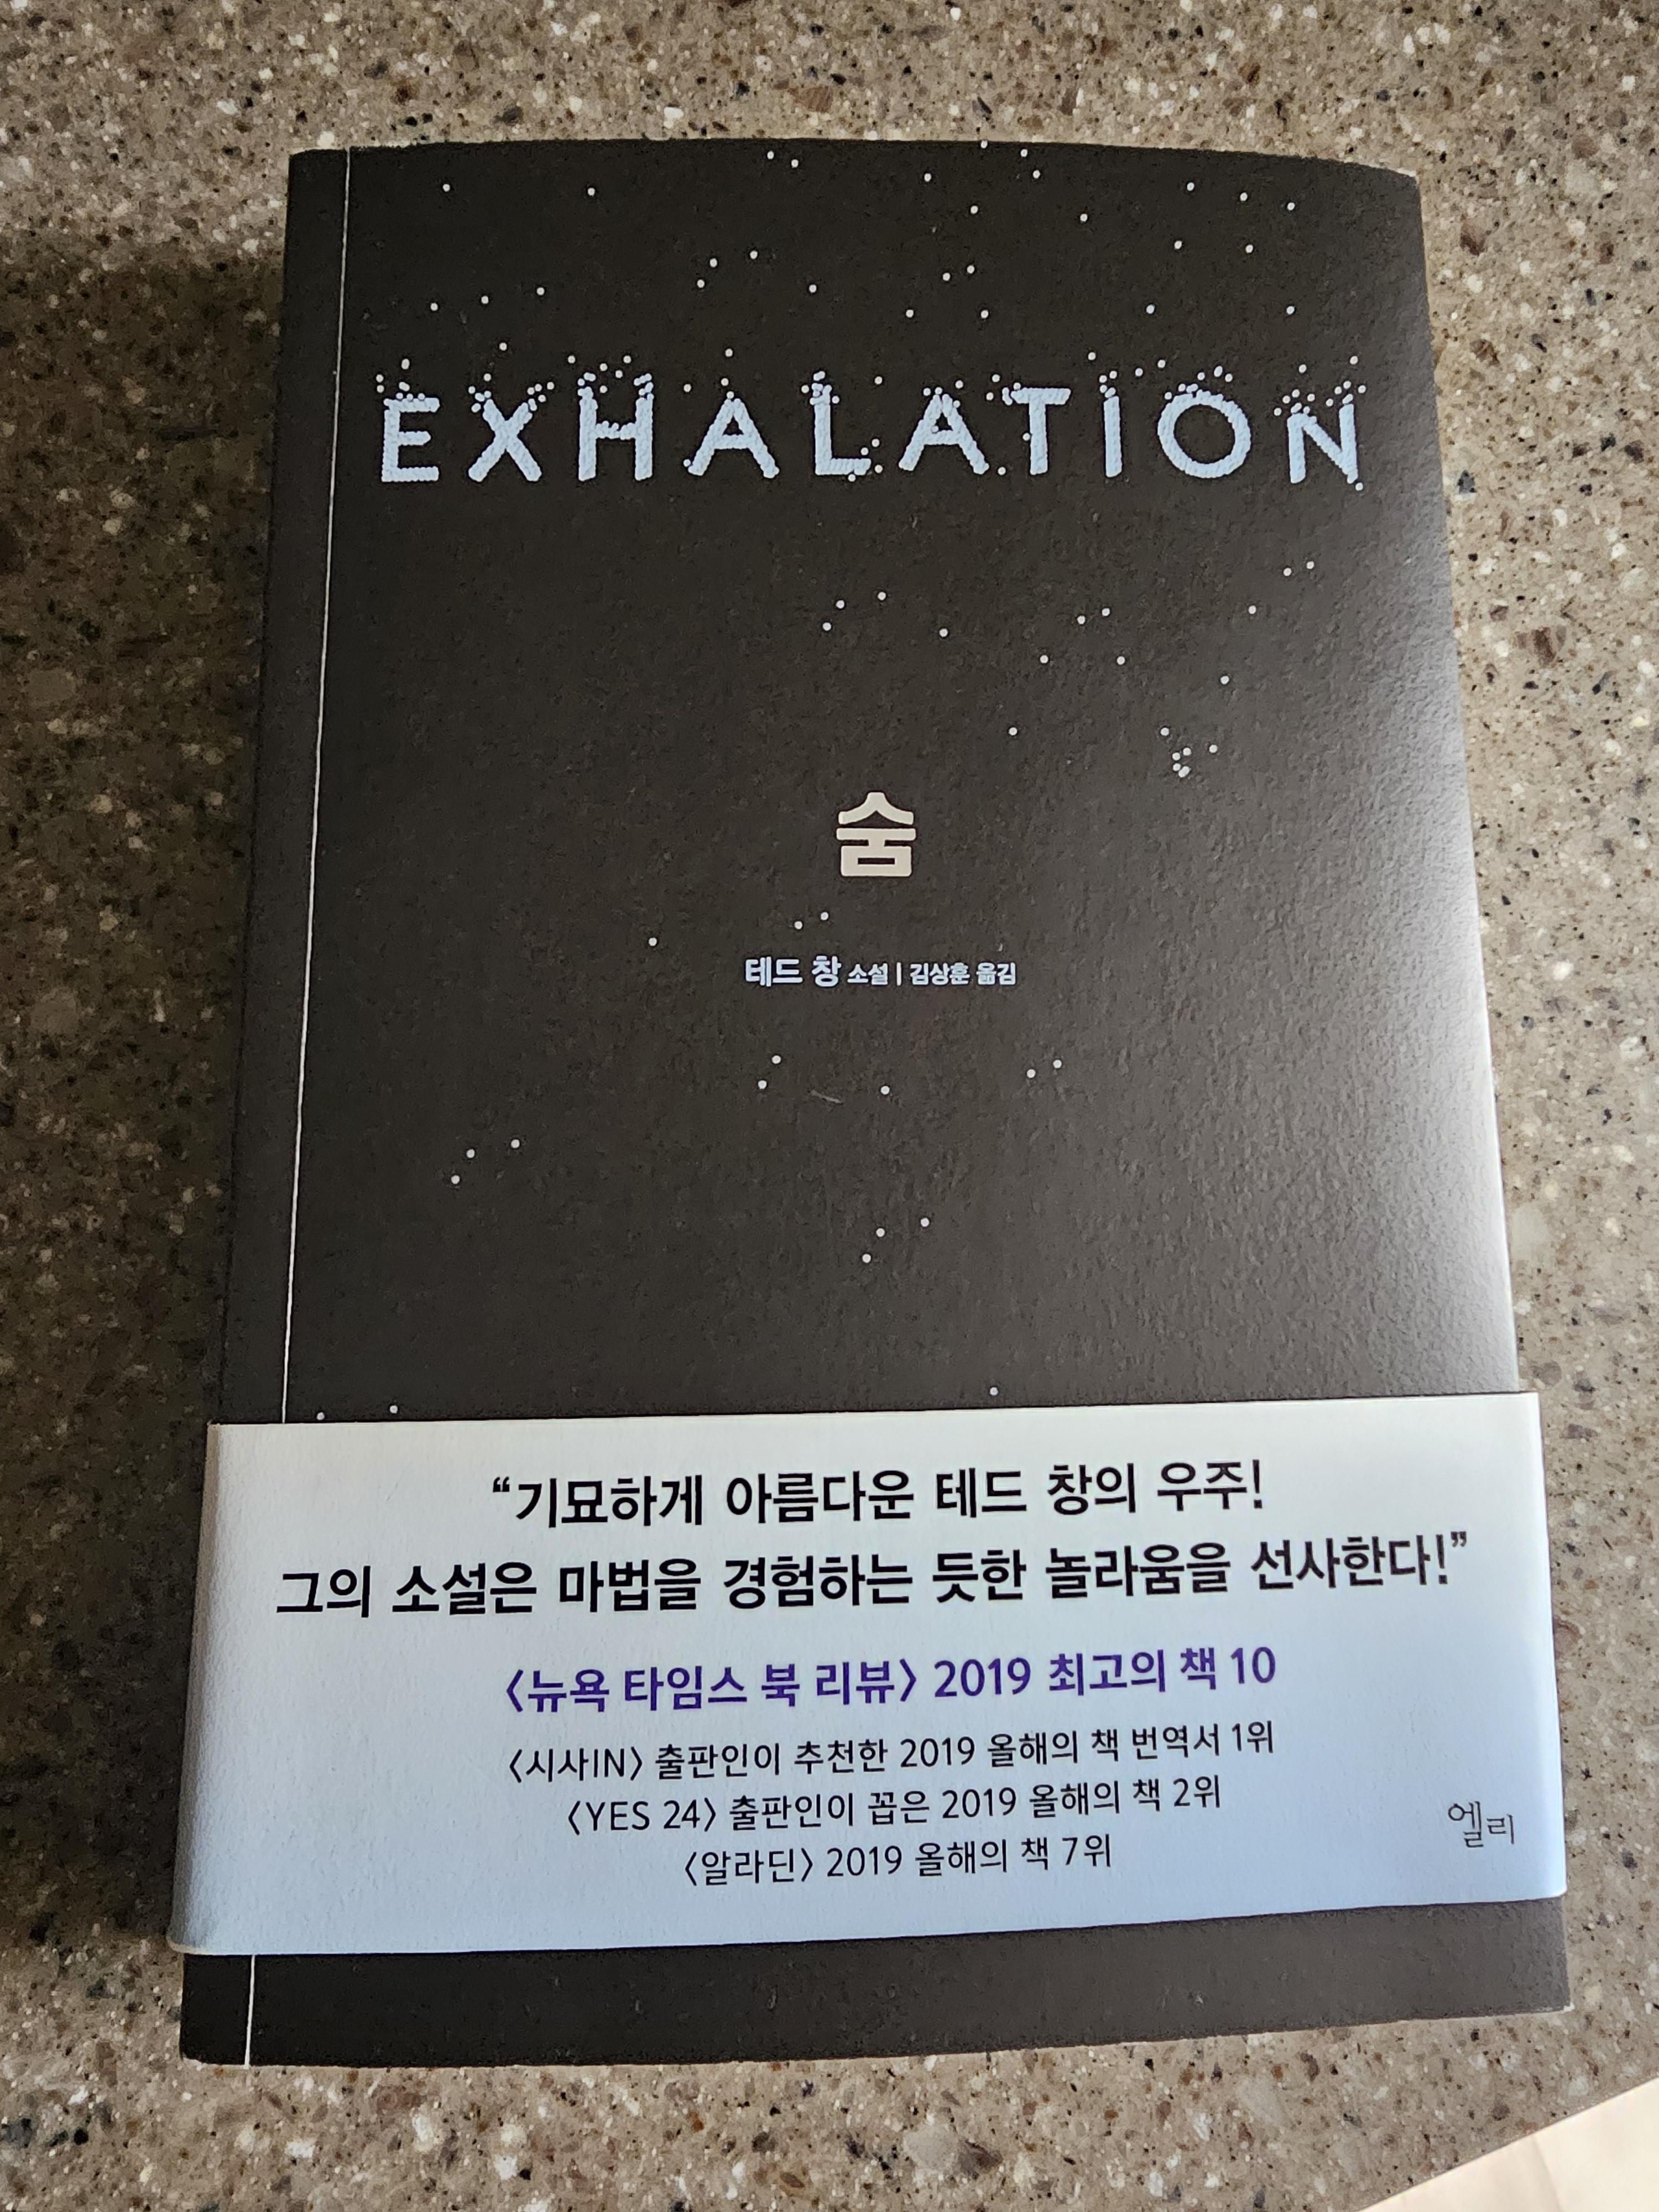 EXHALATION
숨
테드 창 소설 | 김상훈 옮김
“기묘하게 아름다운 테드 창의 우주!
그의 소설은 마법을 경험하는 듯한 놀라움을 선사한다!”
〈뉴욕 타임스 북 리뷰〉 2019 최고의 책 10
〈시사IN〉 출판인이 추천한 2019 올해의 책 번역서 1위
〈YES 24〉 출판인이 꼽은 2019 올해의 책 2위
〈알라딘〉 2019 올해의 책 7위
엘리